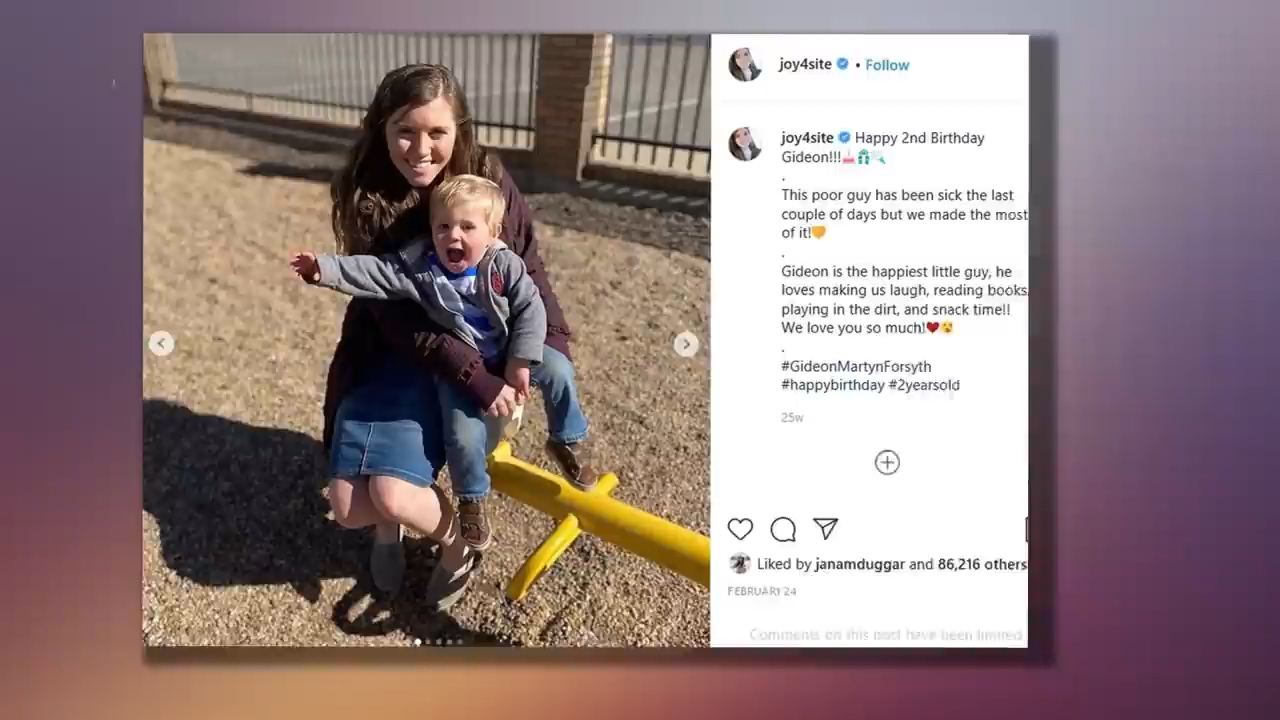 joy4site • Follow
joy4site Happy 2nd Birthday
Gideon!!!
.
This poor guy has been sick the last
couple of days but we made the most
of it!
.
Gideon is the happiest little guy, he
loves making us laugh, reading books,
playing in the dirt, and snack time!!
We love you so much!
.
#GideonMartynForsyth
#happybirthday #2yearsold
25w
Liked by janamduggar and 86,216 others
FEBRUARY 24
Comments on this post have been limited